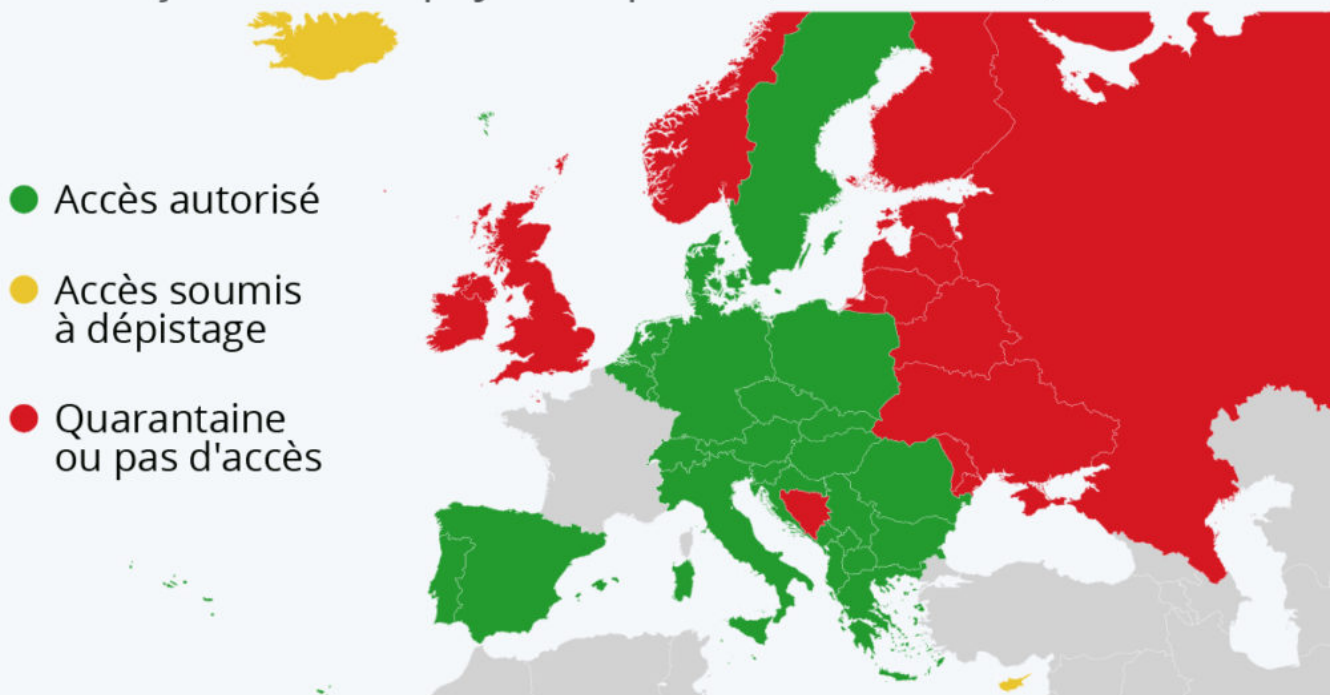 Accès autorisé
Accès soumis
à dépistage
Quarantaine
ou pas d'accès